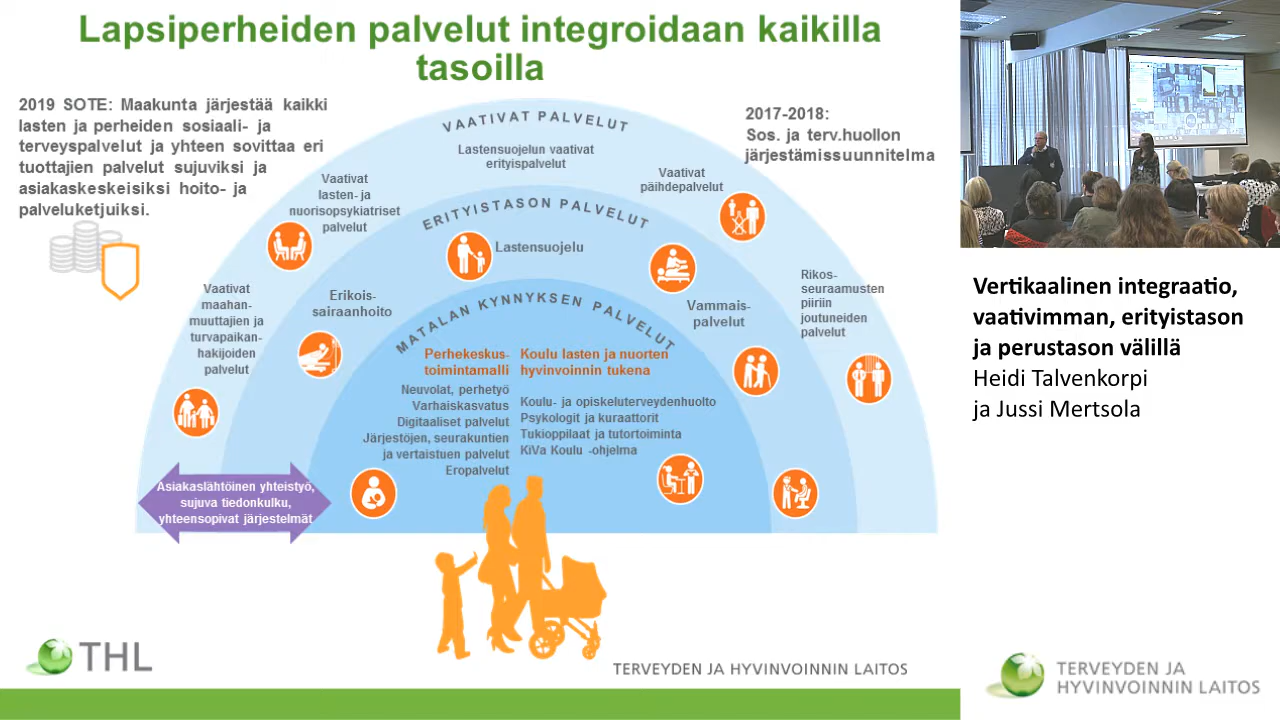 Lapsiperheiden palvelut integroidaan kaikilla
tasoilla
2019 SOTE: Maakunta järjestää kaikki
lasten ja perheiden sosiaali- ja
terveyspalvelut ja yhteen sovittaa eri
tuottajien palvelut sujuviksi ja
asiakaskeskeisiksi hoito- ja
palveluketjuiksi.
2017-2018:
Sos. ja terv.huollon
järjestämissuunnitelma
VAATIVAT PALVELUT
Lastensuojelun vaativat
erityispalvelut
Vaativat
lasten- ja
nuorisopsykiatriset
palvelut
Vaativat
päihdepalvelut
ERITYISTASON PALVELUT
Lastensuojelu
Vaativat
maahan-
muuttajien ja
turvapaikan-
hakijoiden
palvelut
Erikois-
sairaanhoito
Vammais-
palvelut
Rikos-
seuraamusten
piiriin
joutuneiden
palvelut
MATALAN KYNNYKSEN PALVELUT
Perhekeskus-
toimintamalli
Neuvolat, perhetyö
Varhaiskasvatus
Digitaaliset palvelut
Järjestöjen, seurakuntien
ja vertaistuen palvelut
Eropalvelut
Koulu lasten ja nuorten
hyvinvoinnin tukena
Koulu- ja opiskeluterveydenhuolto
Psykologit ja kuraattorit
Tukioppilaat ja tutortoiminta
KiVa Koulu -ohjelma
Asiakaslähtöinen yhteistyö,
sujuva tiedonkulku,
yhteensopivat järjestelmät
THL
TERVEYDEN JA HYVINVOINNIN LAITOS
Vertikaalinen integraatio,
vaativimman, erityistason
ja perustason välillä
Heidi Talvenkorpi
ja Jussi Mertsola
TERVEYDEN JA
HYVINVOINNIN LAITOS